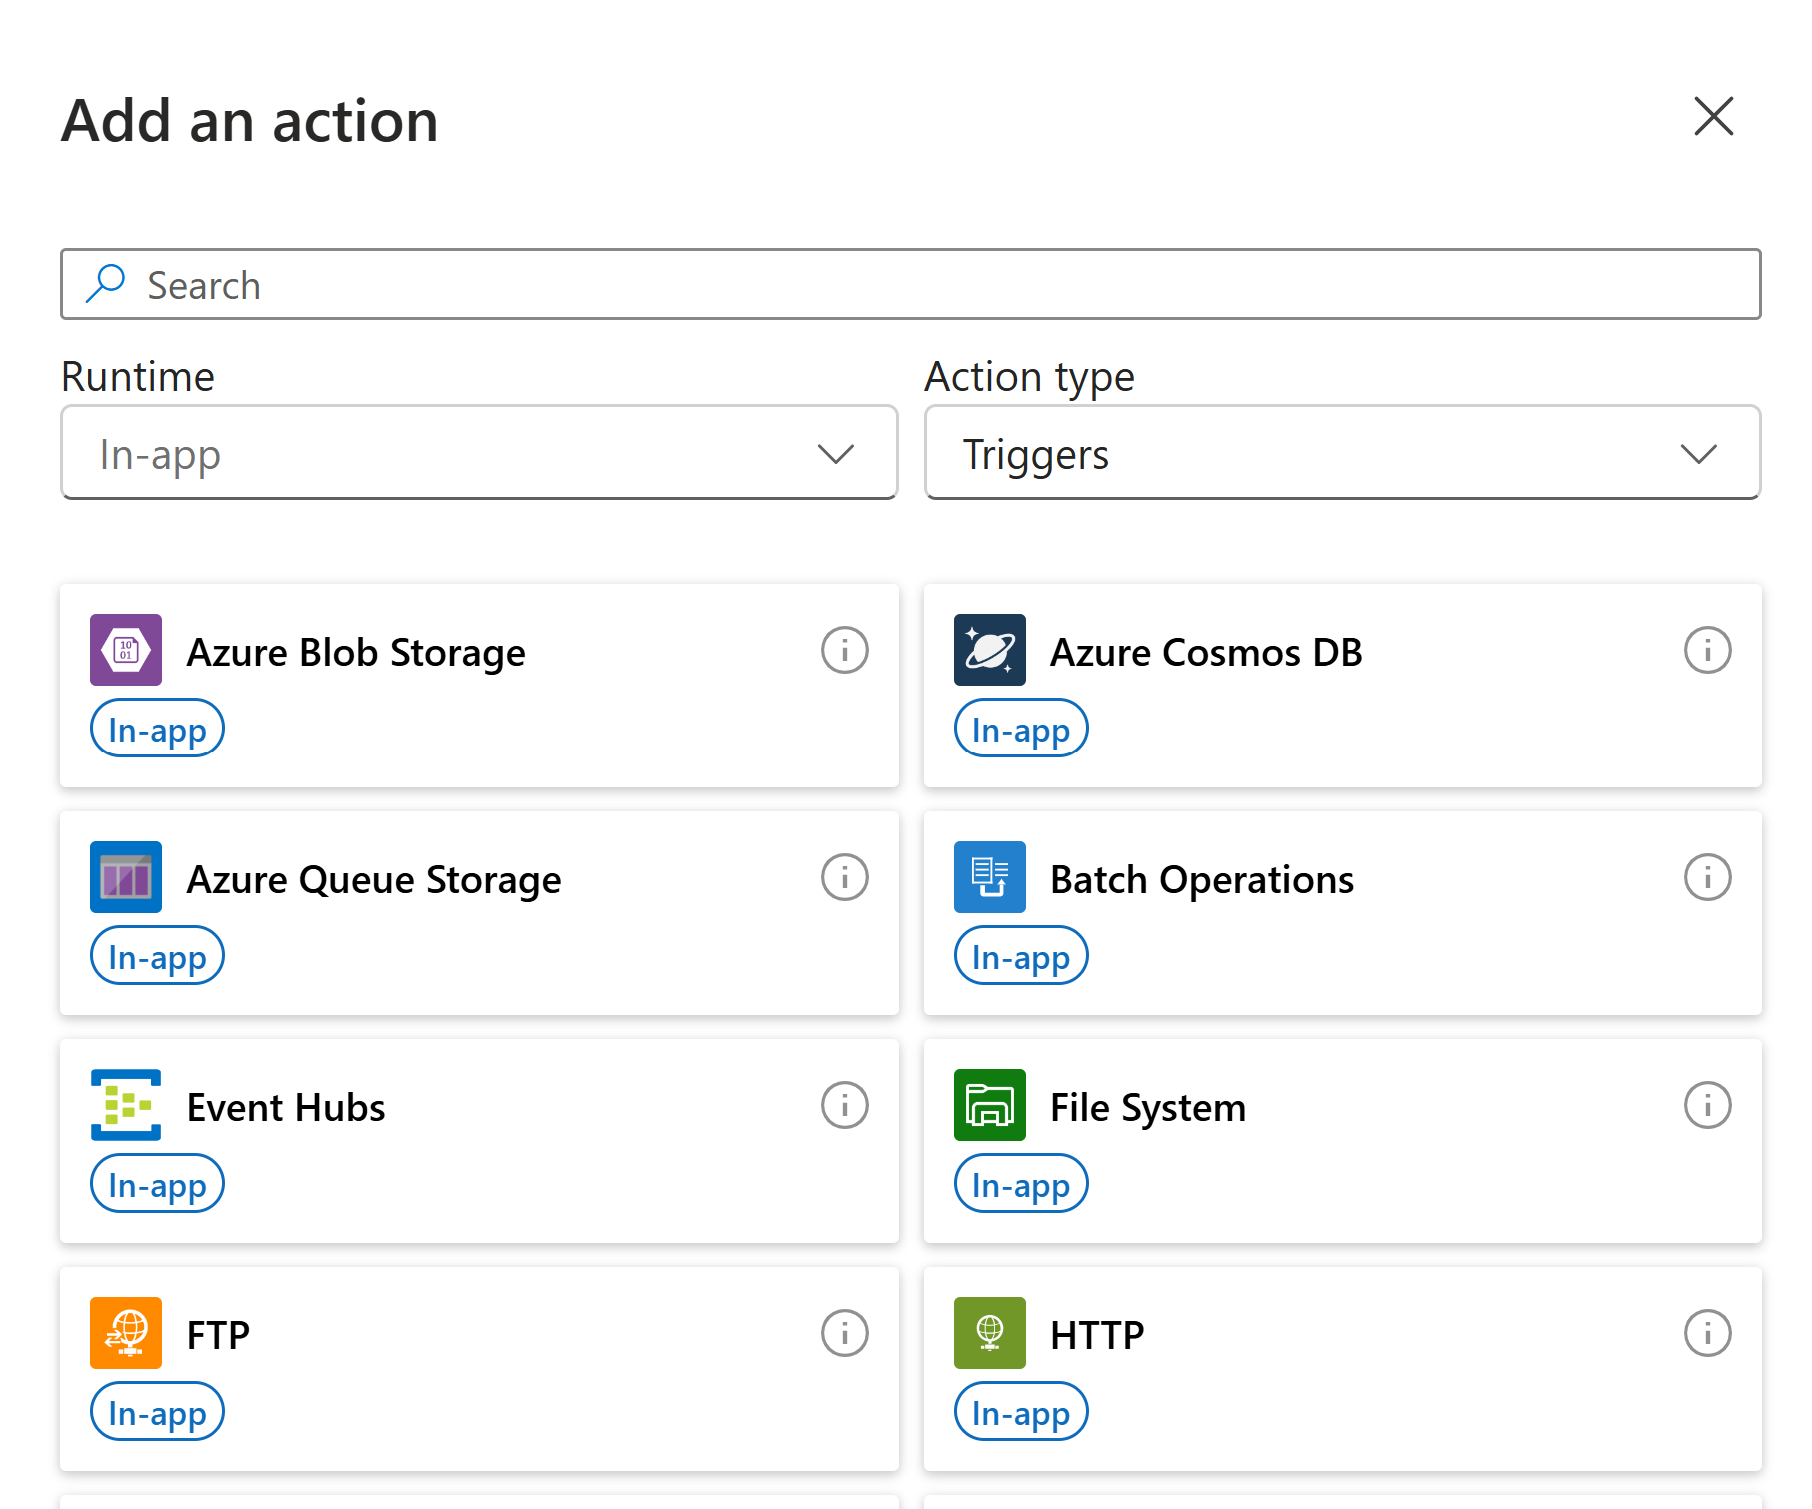 Add an action
Search
Runtime
Action type
In-app
Triggers
Azure Blob Storage
In-app
Azure Cosmos DB
In-app
Azure Queue Storage
In-app
Batch Operations
In-app
Event Hubs
In-app
File System
In-app
FTP
In-app
HTTP
In-app